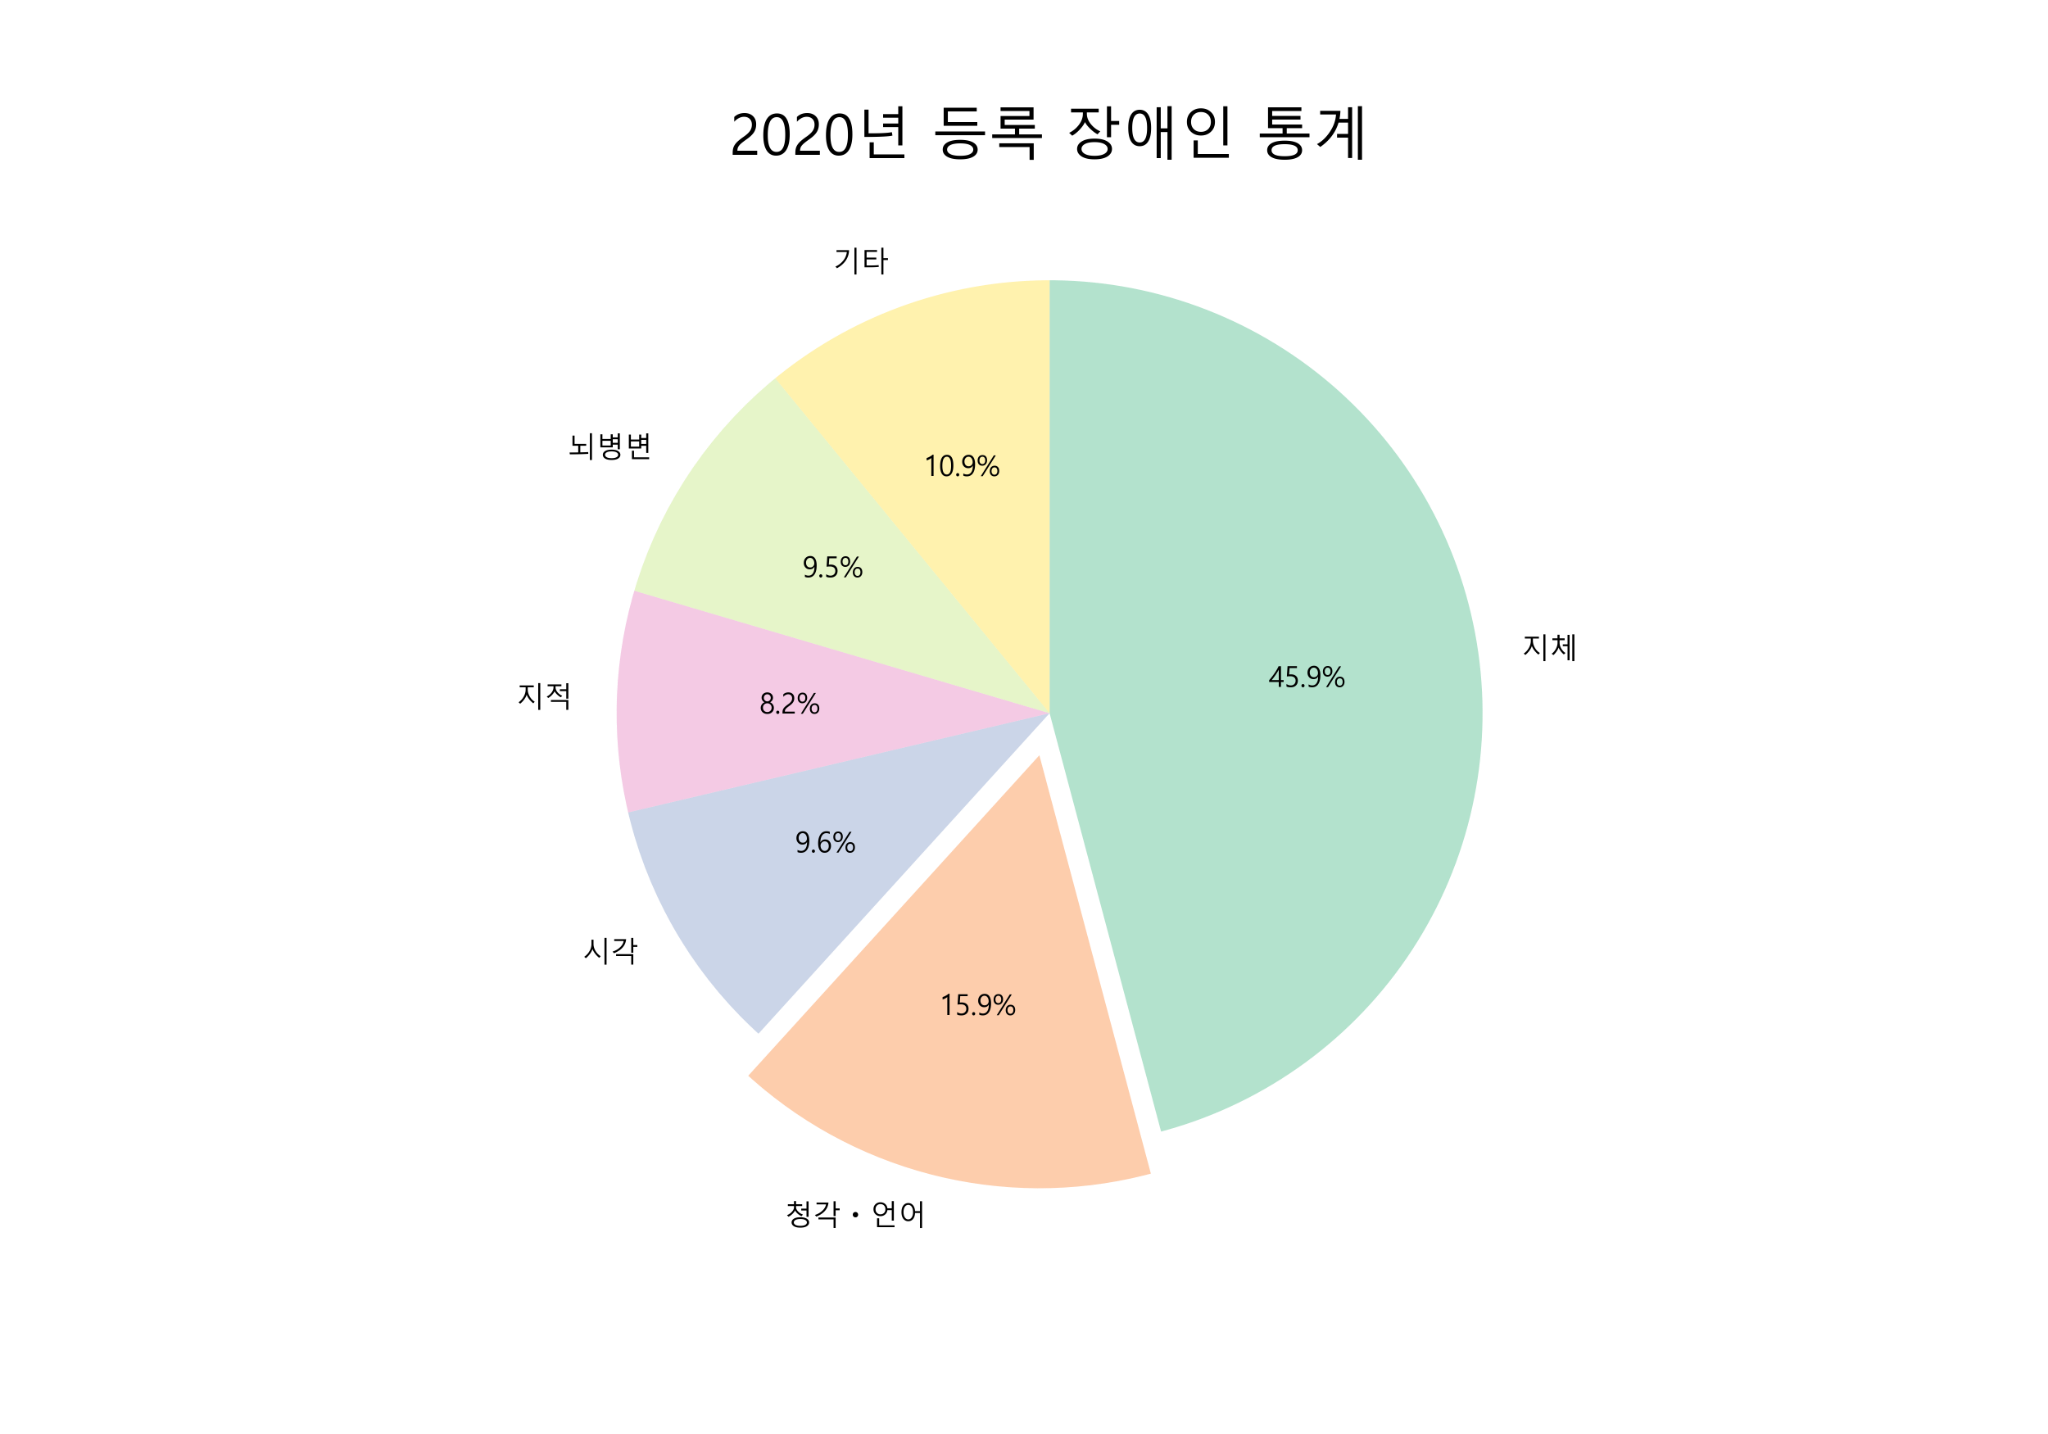 2020년 등록 장애인 통계
기타
10.9%
뇌병변
9.5%
지체
45.9%
지적
8.2%
9.6%
시각
15.9%
청각・언어